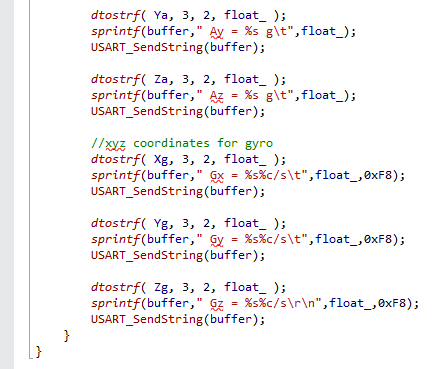 dtostrf( Ya, 3, 2, float_ );
sprintf(buffer," Ay = %s g\t",float_);
USART_SendString(buffer);
dtostrf( Za, 3, 2, float_ );
sprintf(buffer," Az = %s g\t",float_);
USART_SendString(buffer);
//xyz coordinates for gyro
dtostrf( Xg, 3, 2, float_ );
sprintf(buffer," Gx = %s%c/s\t",float_,0xF8);
USART_SendString(buffer);
dtostrf( Yg, 3, 2, float_ );
sprintf(buffer," Gy = %s%c/s\t",float_,0xF8);
USART_SendString(buffer);
dtostrf( Zg, 3, 2, float_ );
sprintf(buffer," Gz = %s%c/s\r\n",float_,0xF8);
USART_SendString(buffer);
}
}